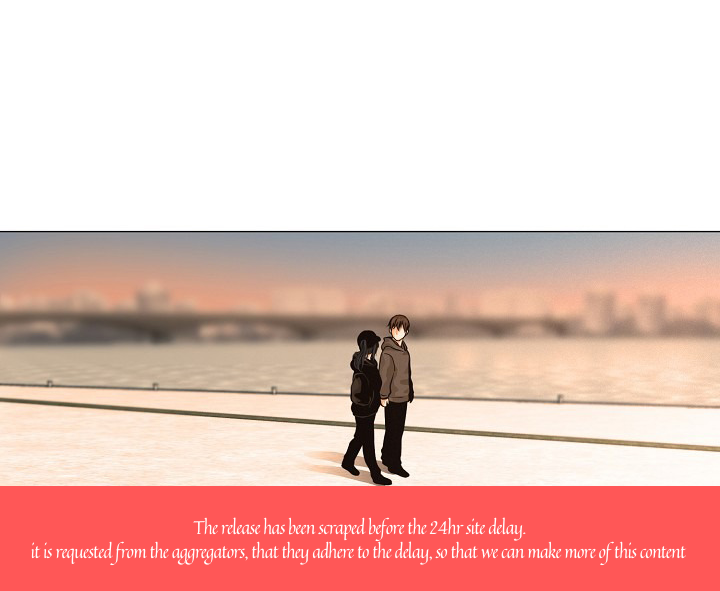 The release has been scraped before the 24hr site delay.
it is requested from the aggregators, that they adhere to the delay, so that we can make more of this content